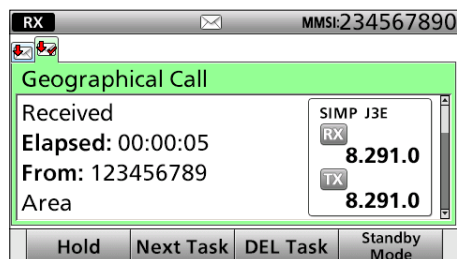 RX MMSI:234567890
Geographical Call
Received
Elapsed: 00:00:05
From: 123456789
Area
SIMP J3E
RX
8.291.0
TX
8.291.0
Hold Next Task DEL Task Standby Mode